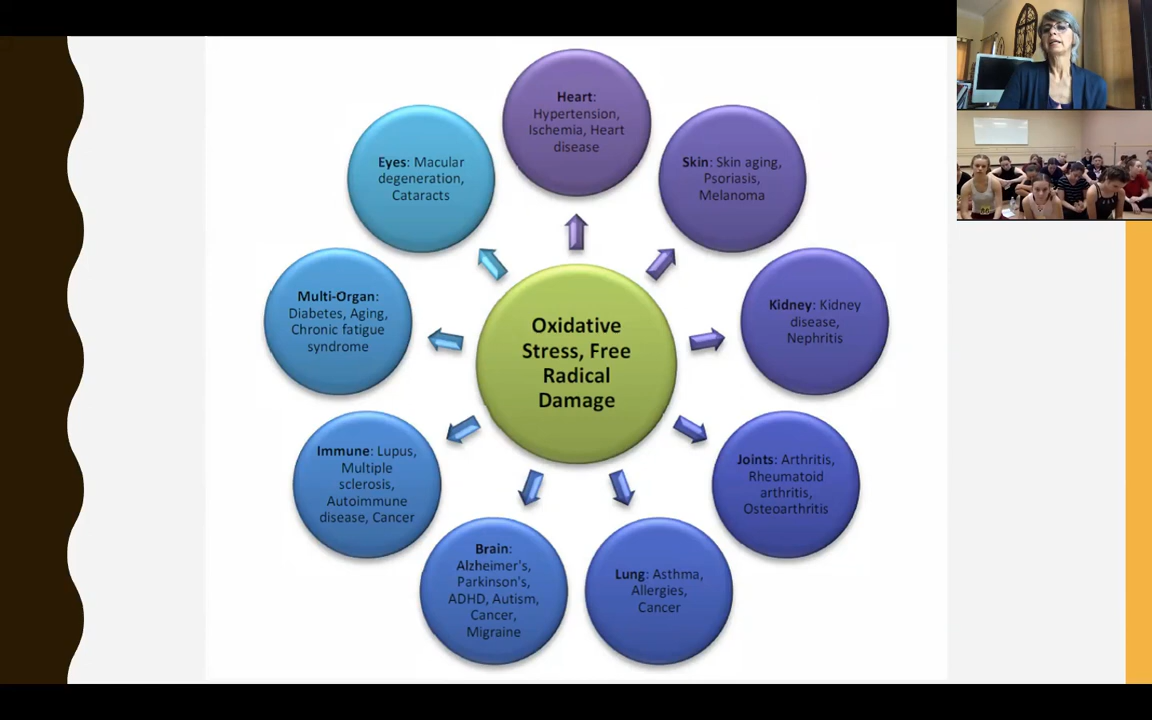 Heart:
Hypertension,
Ischemia, Heart
disease
Skin: Skin aging,
Psoriasis,
Melanoma
Kidney: Kidney
disease,
Nephritis
Joints: Arthritis,
Rheumatoid
arthritis,
Osteoarthritis
Lung: Asthma,
Allergies,
Cancer
Brain:
Alzheimer's,
Parkinson's,
ADHD, Autism,
Cancer,
Migraine
Immune: Lupus,
Multiple
sclerosis,
Autoimmune
disease, Cancer
Multi-Organ:
Diabetes, Aging,
Chronic fatigue
syndrome
Eyes: Macular
degeneration,
Cataracts
Oxidative
Stress, Free
Radical
Damage